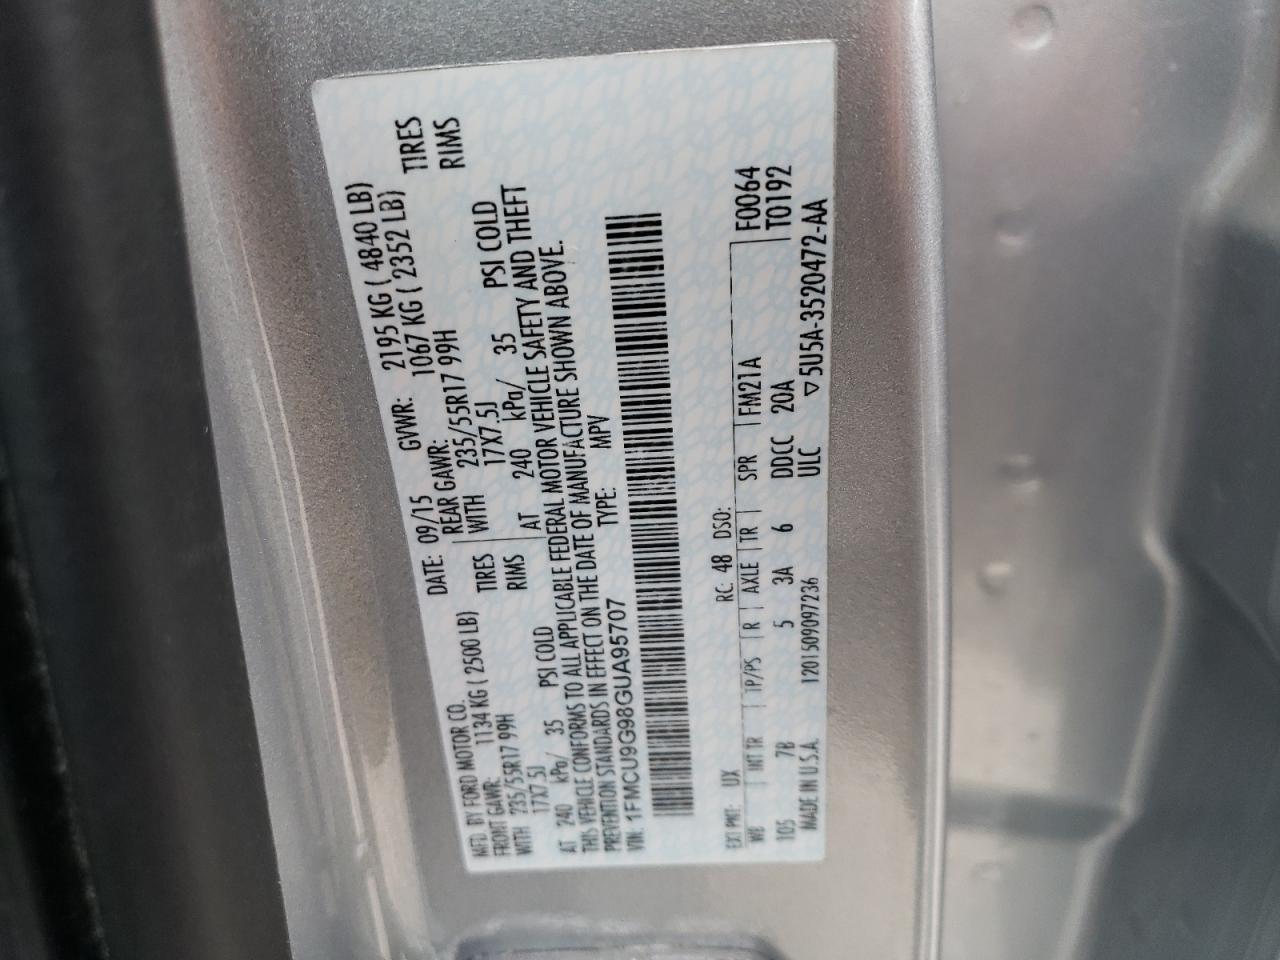 MFD. BY FORD MOTOR CO. DATE: 09/15 GVWR: 2195 KG ( 4840 LB)
FRONT GAWR: 1134 KG ( 2500 LB) REAR GAWR: 1067 KG ( 2352 LB)
WITH 235/55R17 99H TIRES WITH 235/55R17 99H TIRES
17X7.5J RIMS 17X7.5J RIMS
AT 240 kPa/ 35 PSI COLD AT 240 kPa/ 35 PSI COLD
THIS VEHICLE CONFORMS TO ALL APPLICABLE FEDERAL MOTOR VEHICLE SAFETY AND THEFT
PREVENTION STANDARDS IN EFFECT ON THE DATE OF MANUFACTURE SHOWN ABOVE.
VIN: 1FMCU9G98GUA95707 TYPE: MPV
EXT PNT: UX RC: 48 DSO:
WB INT TR TP/PS R AXLE TR SPR FM21A F0064
105 7B 5 3A 6 DDCC 20A T0192
MADE IN U.S.A. 1201509097236 ULC ▽5U5A-3520472-AA